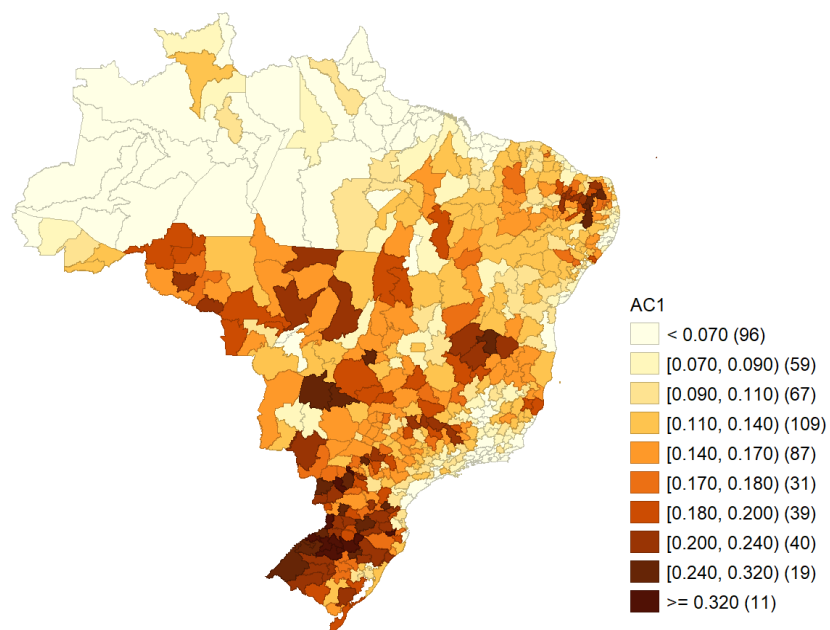 AC1
< 0.070 (96)
[0.070, 0.090) (59)
[0.090, 0.110) (67)
[0.110, 0.140) (109)
[0.140, 0.170) (87)
[0.170, 0.180) (31)
[0.180, 0.200) (39)
[0.200, 0.240) (40)
[0.240, 0.320) (19)
>= 0.320 (11)